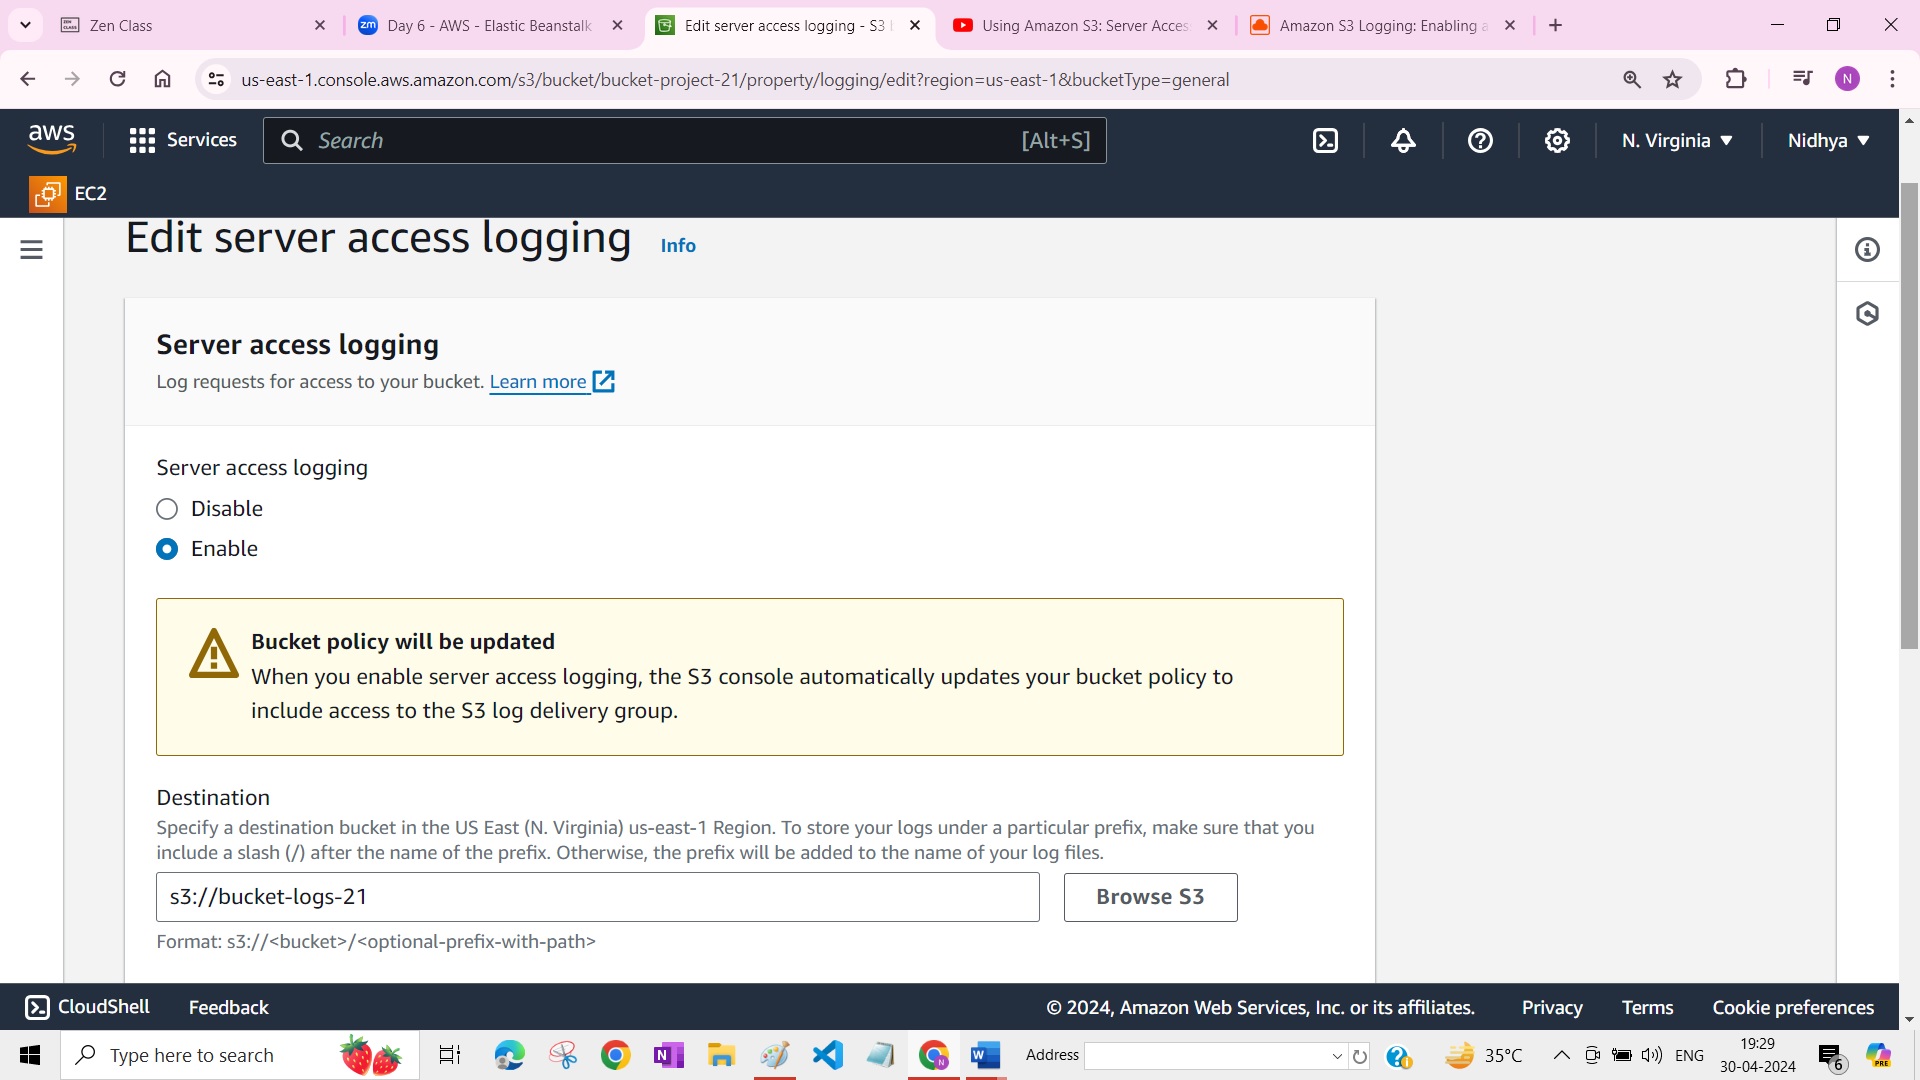 Zen Class
Day 6 - AWS - Elastic Beanstalk
Edit server access logging - S3 b
Using Amazon S3: Server Acces
Amazon S3 Logging: Enabling a
us-east-1.console.aws.amazon.com/s3/bucket/bucket-project-21/property/logging/edit?region=us-east-1&bucketType=general
N
aws
Services
Search
[Alt+S]
N. Virginia
Nidhya
EC2
Edit server access logging
Info
Server access logging
Log requests for access to your bucket. Learn more
Server access logging
Disable
Enable
Bucket policy will be updated
When you enable server access logging, the S3 console automatically updates your bucket policy to
include access to the S3 log delivery group.
Destination
Specify a destination bucket in the US East (N. Virginia) us-east-1 Region. To store your logs under a particular prefix, make sure that you
include a slash (/) after the name of the prefix. Otherwise, the prefix will be added to the name of your log files.
s3://bucket-logs-21
Browse S3
Format: s3://<bucket>/<optional-prefix-with-path>
CloudShell
Feedback
© 2024, Amazon Web Services, Inc. or its affiliates.
Privacy
Terms
Cookie preferences
Type here to search
Address
35°C
ENG
19:29
30-04-2024
6